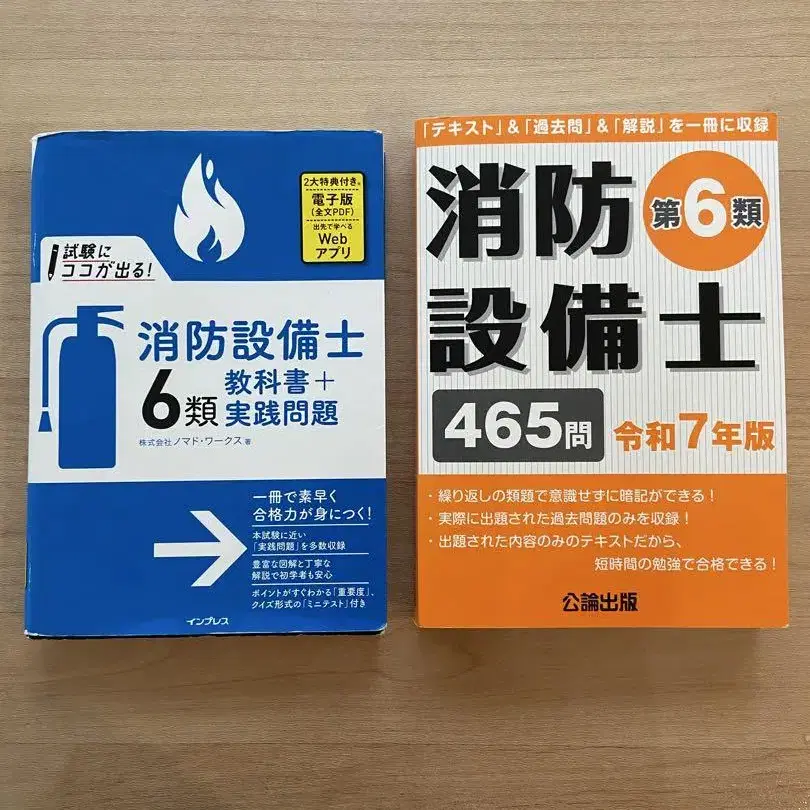 試験に
ココが出る!
2大特典付き。
電子版
(全文PDF)
出先で学べる
Web
アプリ
消防設備士
6類
教科書+
実践問題
株式会社ノマド・ワークス 著
一冊で素早く
合格力が身につく!
本試験に近い
「実践問題」を多数収録
豊富な図解と丁寧な
解説で初学者も安心
ポイントがすぐわかる「重要度」、
クイズ形式の「ミニテスト」付き
インプレス
「テキスト」&「過去問」&「解説」を一冊に収録
消防
第6類
設備士
465問
令和7年版
・繰り返しの類題で意識せずに暗記ができる!
・実際に出題された過去問題のみを収録!
・出題された内容のみのテキストだから、
短時間の勉強で合格できる!
公論出版